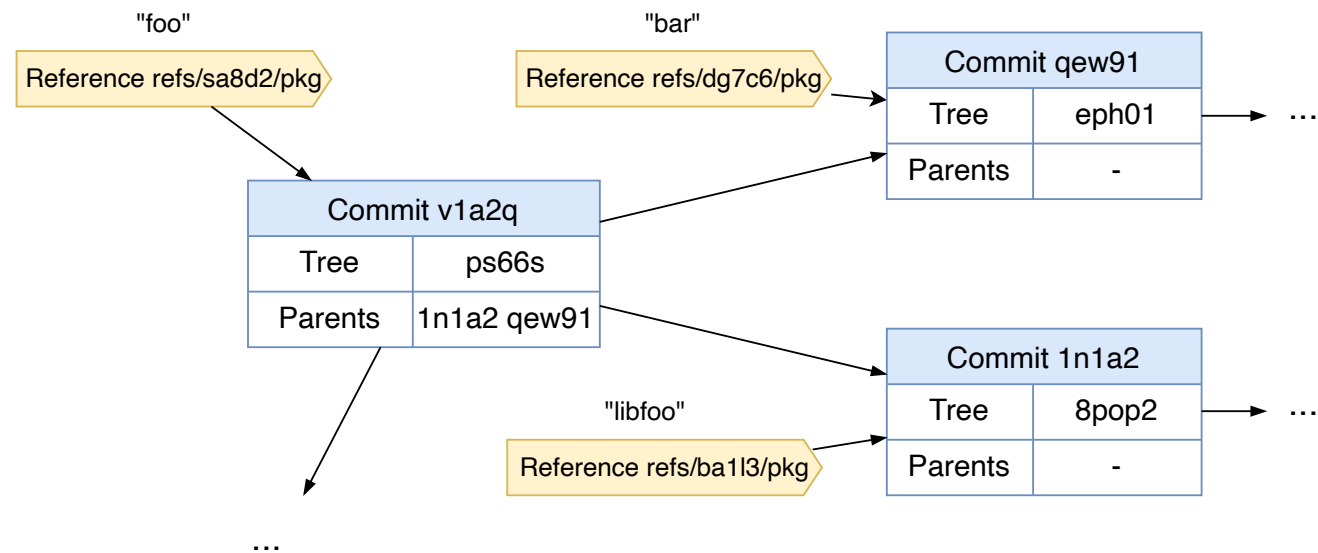 "foo"
Reference refs/sa8d2/pkg
"bar"
Reference refs/dg7c6/pkg
Commit qew91
Tree eph01
...
Parents -
Commit v1a2q
Tree ps66s
Parents 1n1a2 qew91
...
"libfoo"
Reference refs/ba1l3/pkg
Commit 1n1a2
Tree 8pop2
...
Parents -